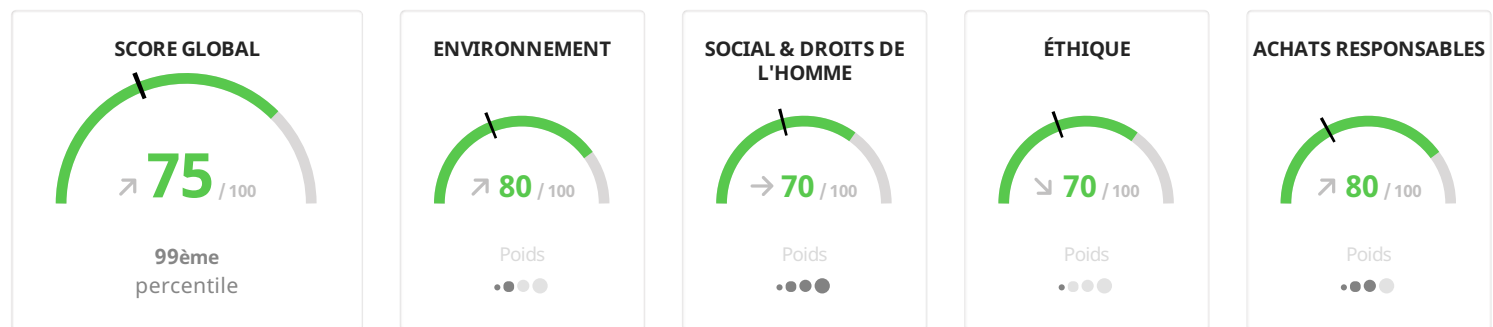 SCORE GLOBAL
75 / 100
99ème
percentile
ENVIRONNEMENT
80 / 100
Poids
SOCIAL & DROITS DE
L'HOMME
70 / 100
Poids
ÉTHIQUE
70 / 100
Poids
ACHATS RESPONSABLES
80 / 100
Poids